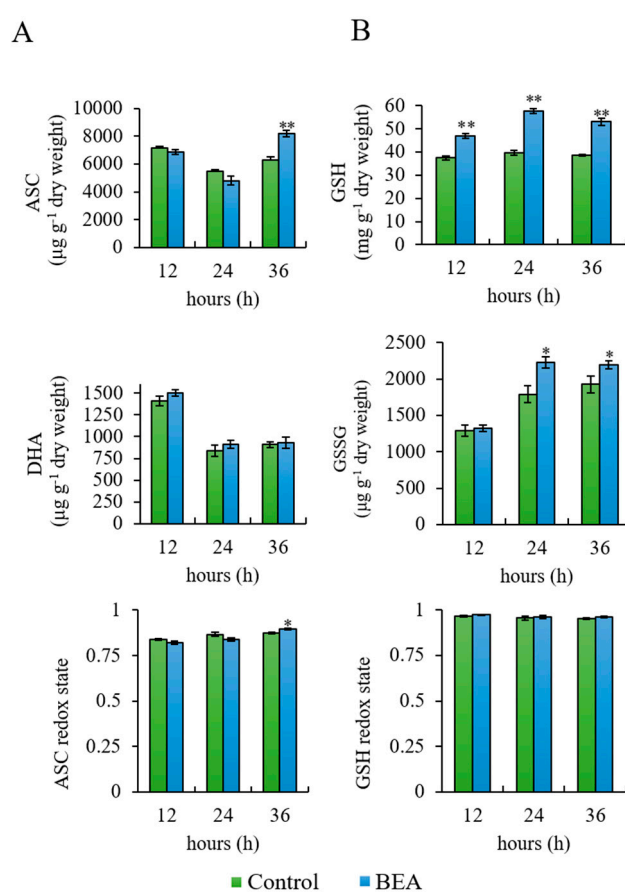 A
ASC
(µg g⁻¹ dry weight)
10000
8000
6000
4000
2000
0
**
12 24 36
hours (h)
DHA
(µg g⁻¹ dry weight)
1500
1250
1000
750
500
250
0
12 24 36
hours (h)
ASC redox state
1
0.75
0.5
0.25
0
*
12 24 36
hours (h)
B
GSH
(mg g⁻¹ dry weight)
60
50
40
30
20
10
0
** ** **
12 24 36
hours (h)
GSSG
(µg g⁻¹ dry weight)
2500
2000
1500
1000
500
0
* *
12 24 36
hours (h)
GSH redox state
1
0.75
0.5
0.25
0
12 24 36
hours (h)
Control BEA